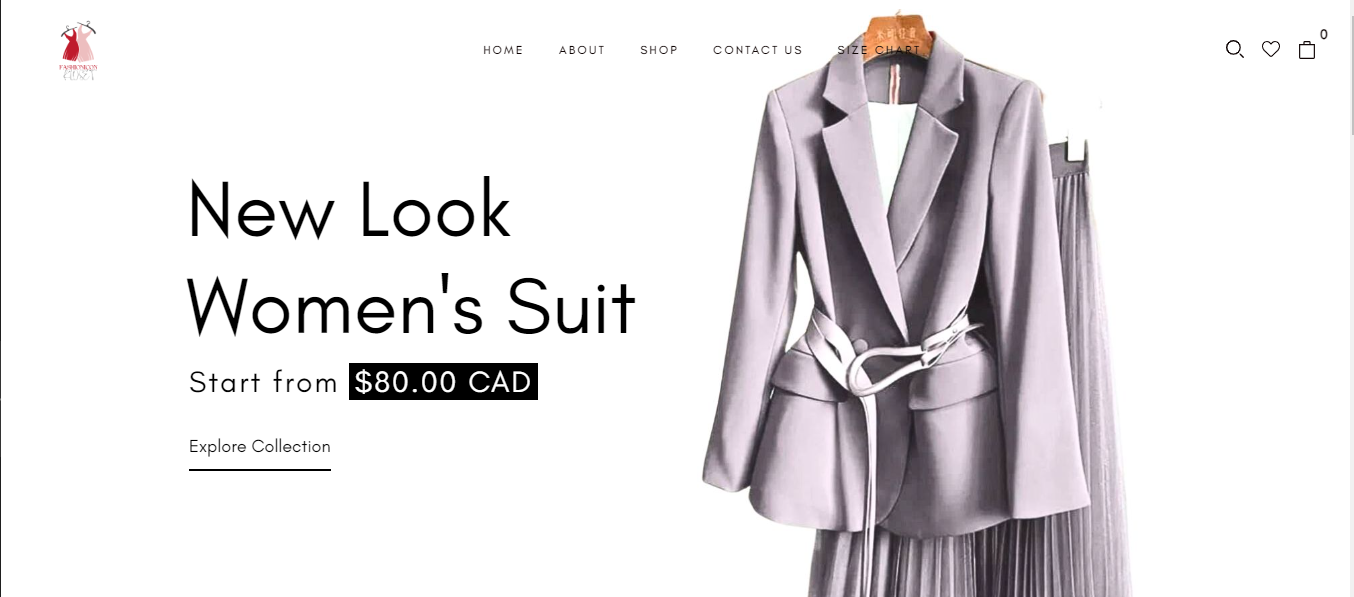 HOME ABOUT SHOP CONTACT US SIZE CHART
0
FASHIONICON
New Look
Women's Suit
Start from $80.00 CAD
Explore Collection